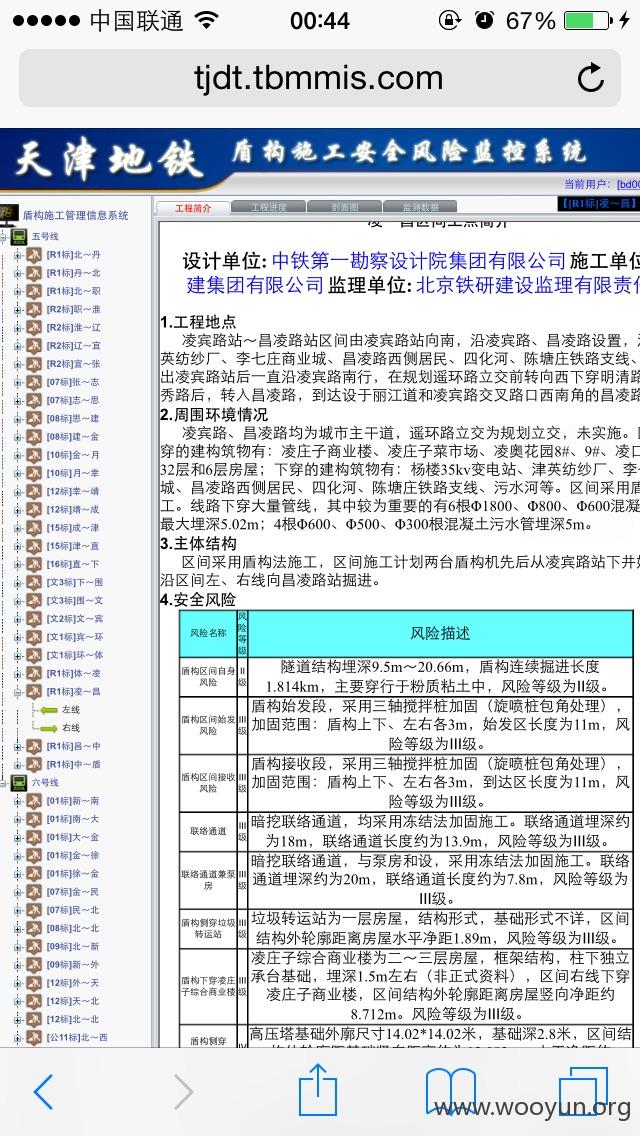 中国联通 00:44 67%
tjdt.tbmmis.com
天津地铁 盾构施工安全风险监控系统
当前用户: [bd00
盾构施工管理信息系统
五号线
[R1标]北～丹
[R1标]丹～北
[R1标]北～职
[R2标]职～淮
[R2标]淮～辽
[R2标]辽～宜
[R2标]宜～张
[07标]张～志
[07标]志～思
[08标]思～建
[08标]建～金
[10标]金～月
[10标]月～幸
[12标]幸～靖
[12标]靖～成
[15标]成～津
[15标]津～直
[16标]直～下
[文3标]下～围
[文3标]围～文
[文2标]文～宾
[文1标]宾～环
[文1标]环～体
[R1标]体～凌
[R1标]凌～昌
左线
右线
[R1标]昌～中
[R1标]中～盾
六号线
[01标]新～南
[01标]南～大
[01标]大～金
[01标]金～徐
[01标]徐～金
[07标]金～民
[07标]民～北
[08标]北～北
[09标]北～新
[09标]新～外
[12标]外～天
[12标]天～北
[12标]北～北
[公11标]北～西
工程简介 工程进度 剖面图 监测数据 【[R1标]凌～昌
设计单位: 中铁第一勘察设计院集团有限公司 施工单位
建集团有限公司 监理单位: 北京铁研建设监理有限责任
1.工程地点
凌宾路站～昌凌路站区间由凌宾路站向南，沿凌宾路、昌凌路设置，
英纺纱厂、李七庄商业城、昌凌路西侧居民、四化河、陈塘庄铁路支线、
出凌宾路站后一直沿凌宾路南行，在规划遥环路立交前转向西下穿明清路
秀路后，转入昌凌路，到达设于丽江道和凌宾路交叉路口西南角的昌凌路
2.周围环境情况
凌宾路、昌凌路均为城市主干道，遥环路立交为规划立交，未实施。
穿的建构筑物有：凌庄子商业楼、凌庄子菜市场、凌奥花园8#、9#、凌口
32层和6层房屋；下穿的建构筑物有：杨楼35kv变电站、津英纺纱厂、李
城、昌凌路西侧居民、四化河、陈塘庄铁路支线、污水河等。区间采用盾
工。线路下穿大量管线，其中较为重要的有6根Φ1800、Φ800、Φ600混凝
最大埋深5.02m；4根Φ600、Φ500、Φ300根混凝土污水管埋深5m。
3.主体结构
区间采用盾构法施工，区间施工计划两台盾构机先后从凌宾路站下井始
沿区间左、右线向昌凌路站掘进。
4.安全风险
风险名称 风险等级 风险描述
盾构区间自身风险 II级 隧道结构埋深9.5m～20.66m，盾构连续掘进长度
1.814km，主要穿行于粉质粘土中，风险等级为II级。
盾构区间始发风险 III级 盾构始发段，采用三轴搅拌桩加固（旋喷桩包角处理），
加固范围：盾构上下、左右各3m，始发区长度为11m，风
险等级为III级。
盾构区间接收风险 III级 盾构接收段，采用三轴搅拌桩加固（旋喷桩包角处理），
加固范围：盾构上下、左右各3m，到达区长度为11m，风
险等级为III级。
联络通道 III级 暗挖联络通道，均采用冻结法加固施工。联络通道埋深约
为18m，联络通道长度约为13.9m，风险等级为III级。
联络通道兼泵房 III级 暗挖联络通道，与泵房和设，采用冻结法加固施工。联络
通道埋深约为20m，联络通道长度约为7.8m，风险等级为
III级。
盾构侧穿垃圾转运站 III级 垃圾转运站为一层房屋，结构形式，基础形式不详，区间
结构外轮廓距离房屋水平净距1.89m，风险等级为III级。
盾构下穿凌庄子综合商业楼 III级 凌庄子综合商业楼为二～三层房屋，框架结构，柱下独立
承台基础，埋深1.5m左右（非正式资料），区间右线下穿
凌庄子商业楼，区间结构外轮廓距离房屋竖向净距约
8.712m。风险等级为III级。
盾构侧穿 高压塔基础外廓尺寸14.02*14.02米，基础深2.8米，区间结
www.wooyun.org